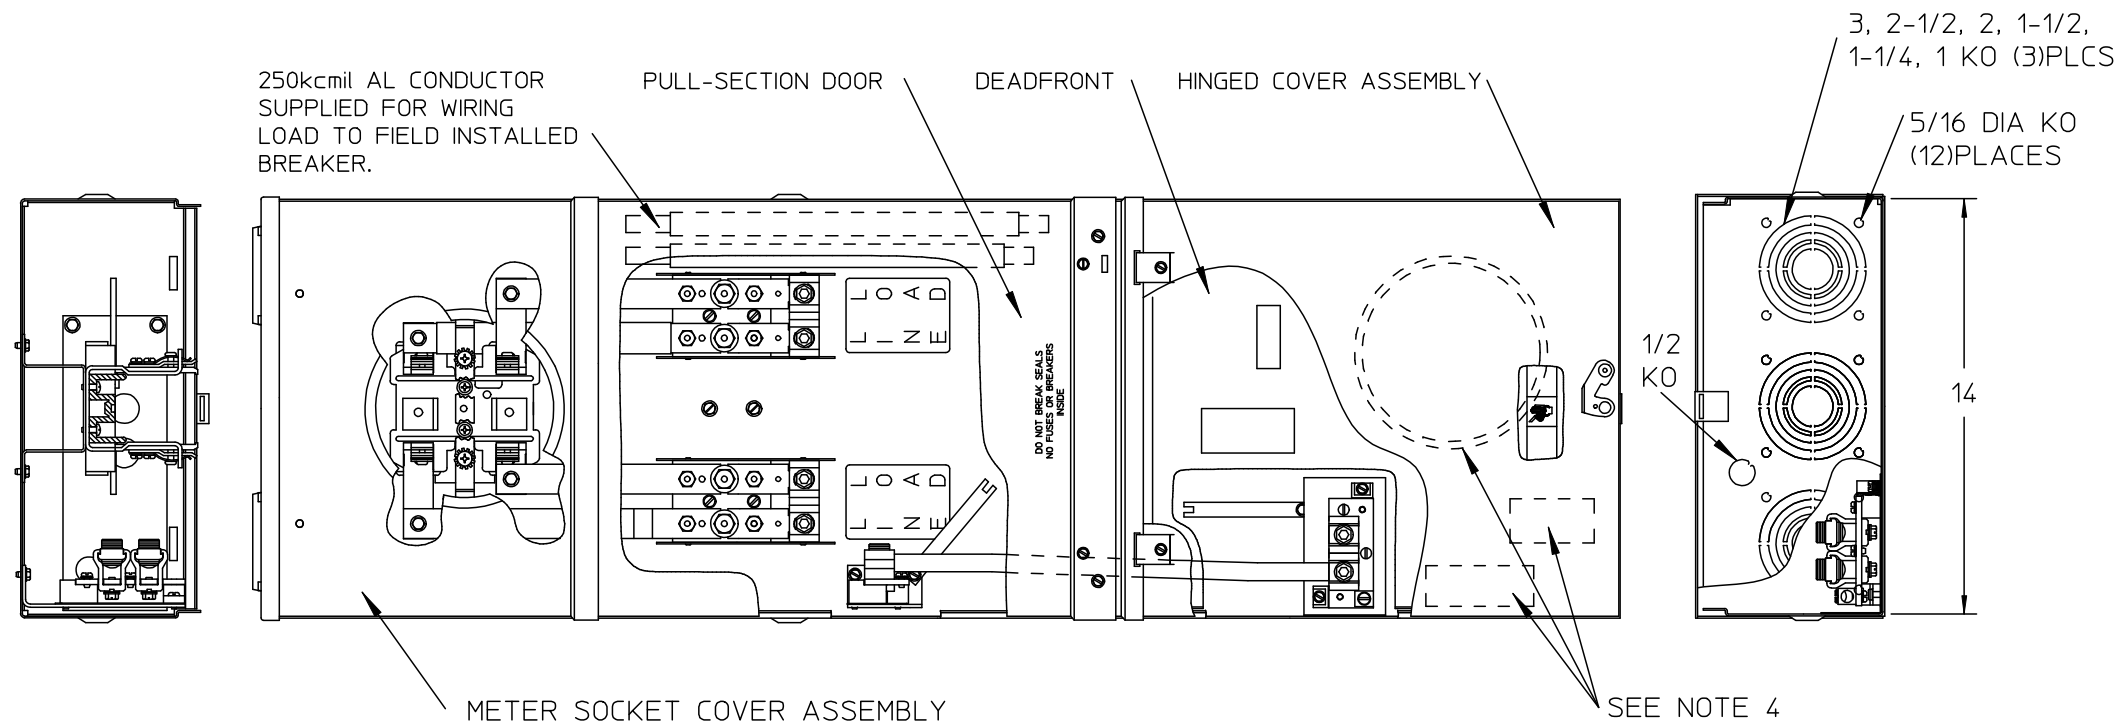 3, 2-1/2, 2, 1-1/2,
1-1/4, 1 KO (3)PLCS
250kcmil AL CONDUCTOR
SUPPLIED FOR WIRING
LOAD TO FIELD INSTALLED
BREAKER.
PULL-SECTION DOOR
DEADFRONT
HINGED COVER ASSEMBLY
5/16 DIA KO
(12)PLACES
LOAD
LINE
DO NOT BREAK SEALS
NO FUSES OR BREAKERS
INSIDE
1/2
KO
14
LOAD
LINE
METER SOCKET COVER ASSEMBLY
SEE NOTE 4